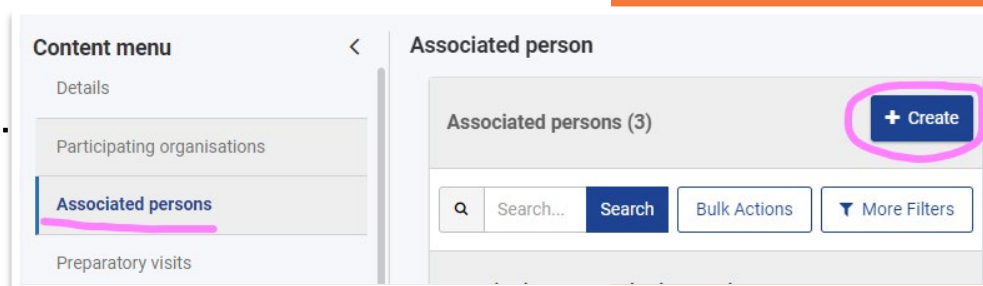 Content menu
Details
Participating organisations
Associated persons
Preparatory visits
Associated person
Associated persons (3)
+ Create
Search...
Search
Bulk Actions
More Filters